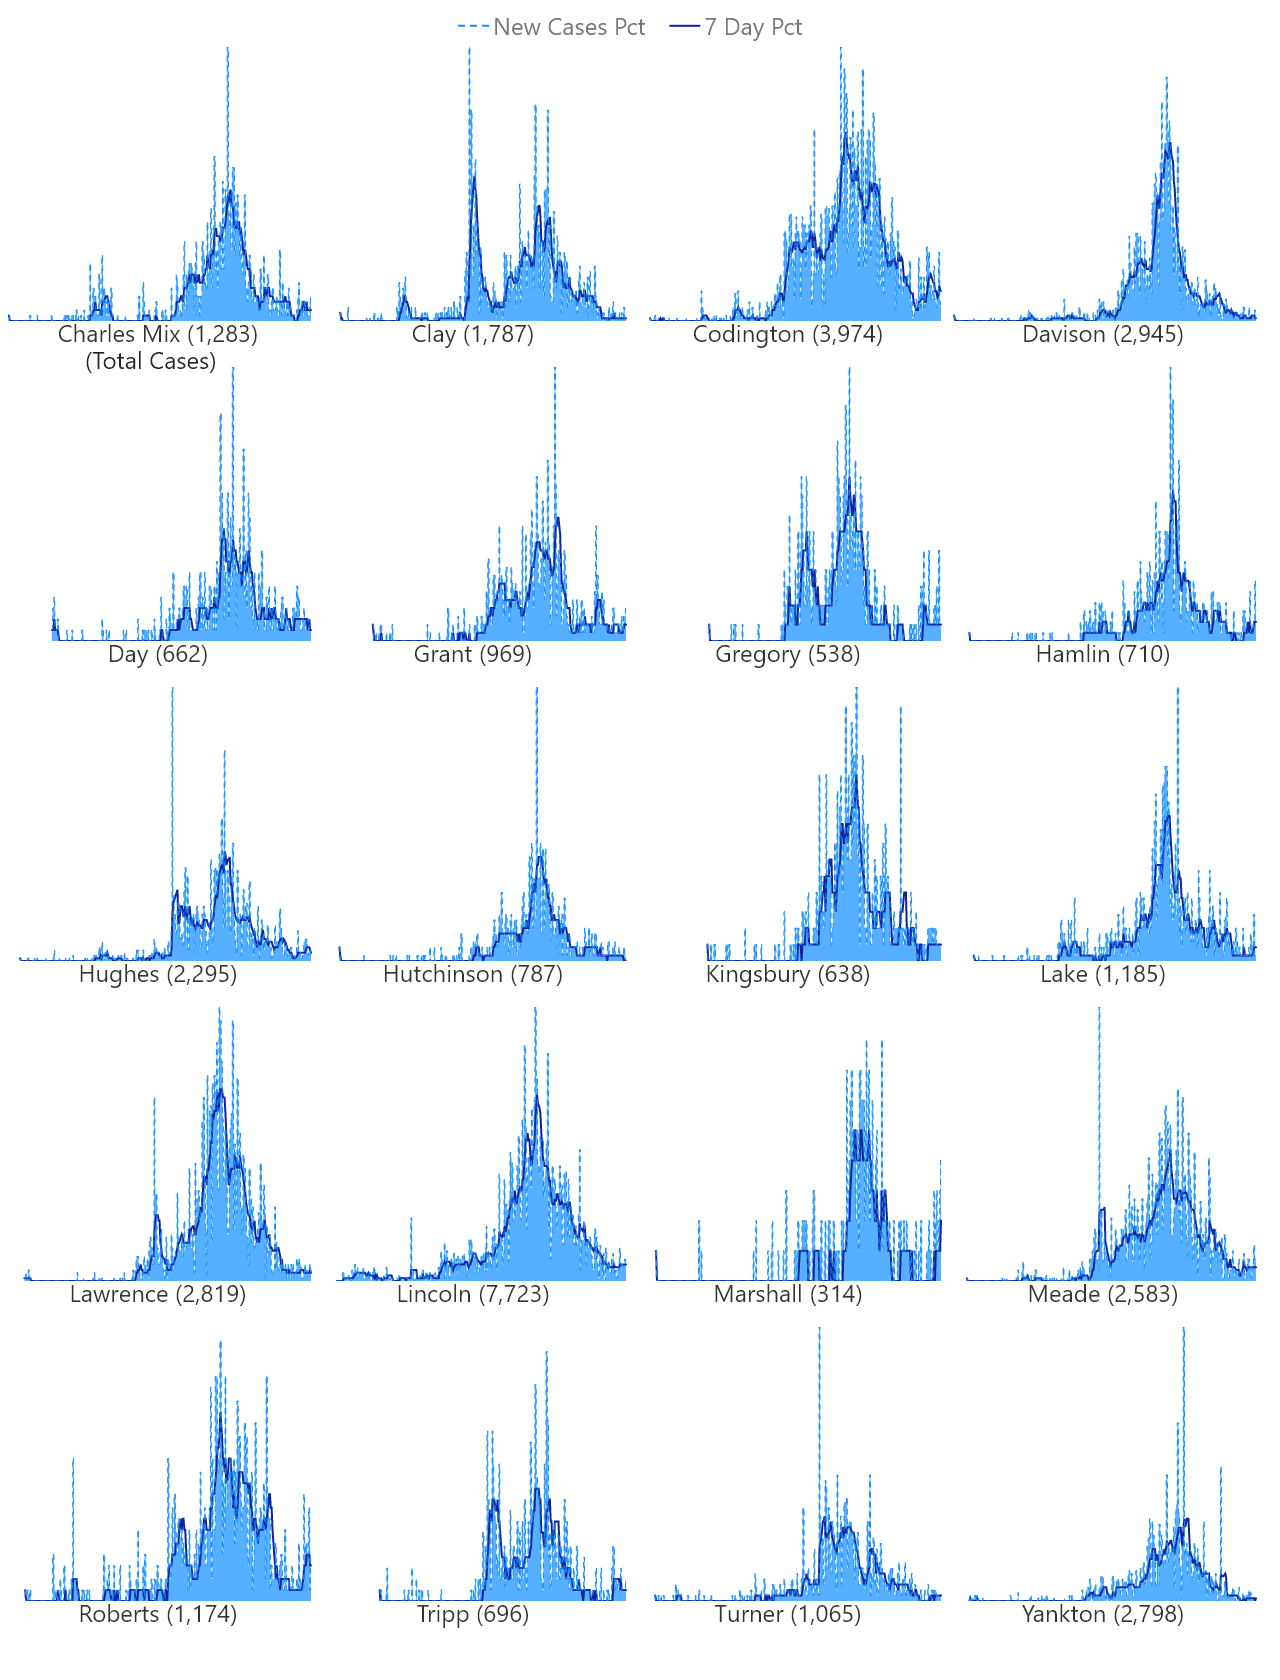 New Cases Pct 7 Day Pct
Charles Mix (1,283) Clay (1,787) Codington (3,974) Davison (2,945)
(Total Cases)
Day (662) Grant (969) Gregory (538) Hamlin (710)
Hughes (2,295) Hutchinson (787) Kingsbury (638) Lake (1,185)
Lawrence (2,819) Lincoln (7,723) Marshall (314) Meade (2,583)
Roberts (1,174) Tripp (696) Turner (1,065) Yankton (2,798)